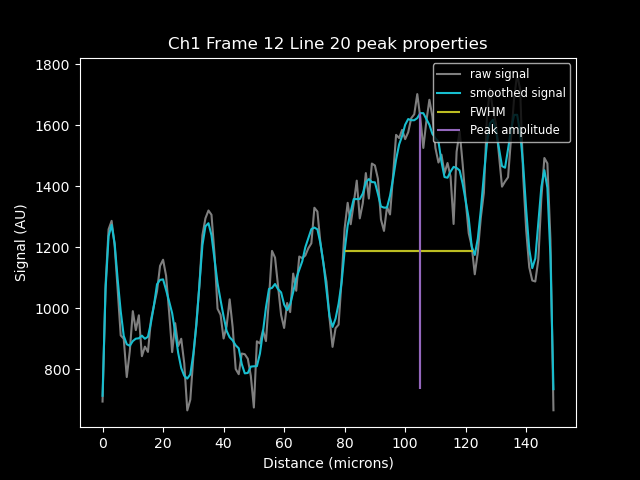 Ch1 Frame 12 Line 20 peak properties
raw signal
smoothed signal
FWHM
Peak amplitude
1800
1600
1400
1200
1000
800
Signal (AU)
0 20 40 60 80 100 120 140
Distance (microns)